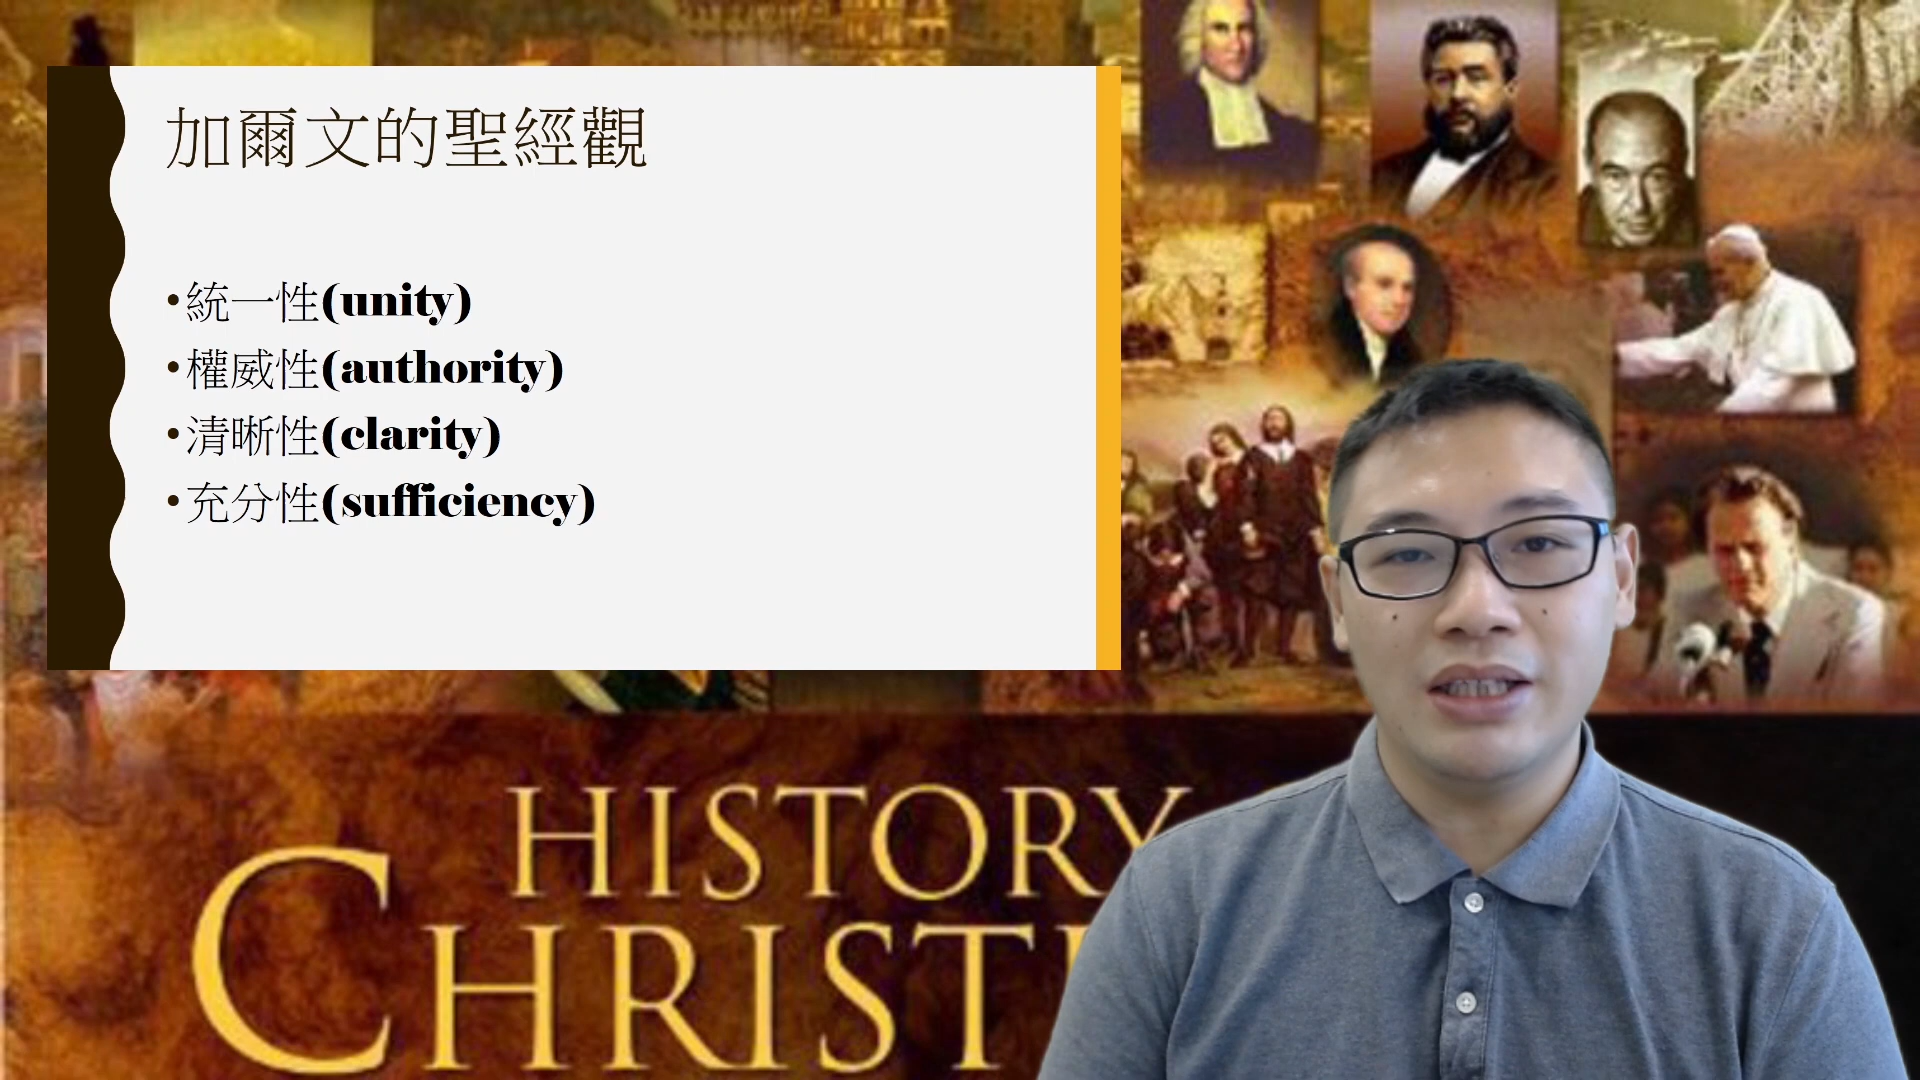 加爾文的聖經觀
•統一性(unity)
•權威性(authority)
•清晰性(clarity)
•充分性(sufficiency)
HISTORY
CHRISTI